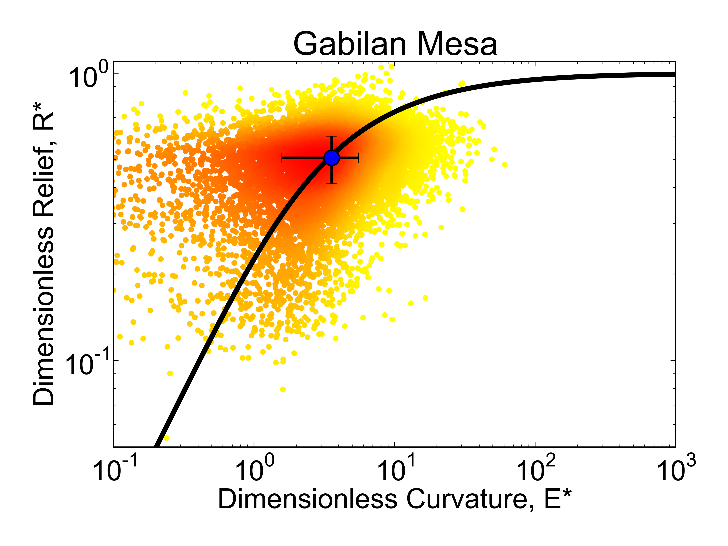 Gabilan Mesa
10^0
10^-1
Dimensionless Relief, R*
10^-1 10^0 10^1 10^2 10^3
Dimensionless Curvature, E*